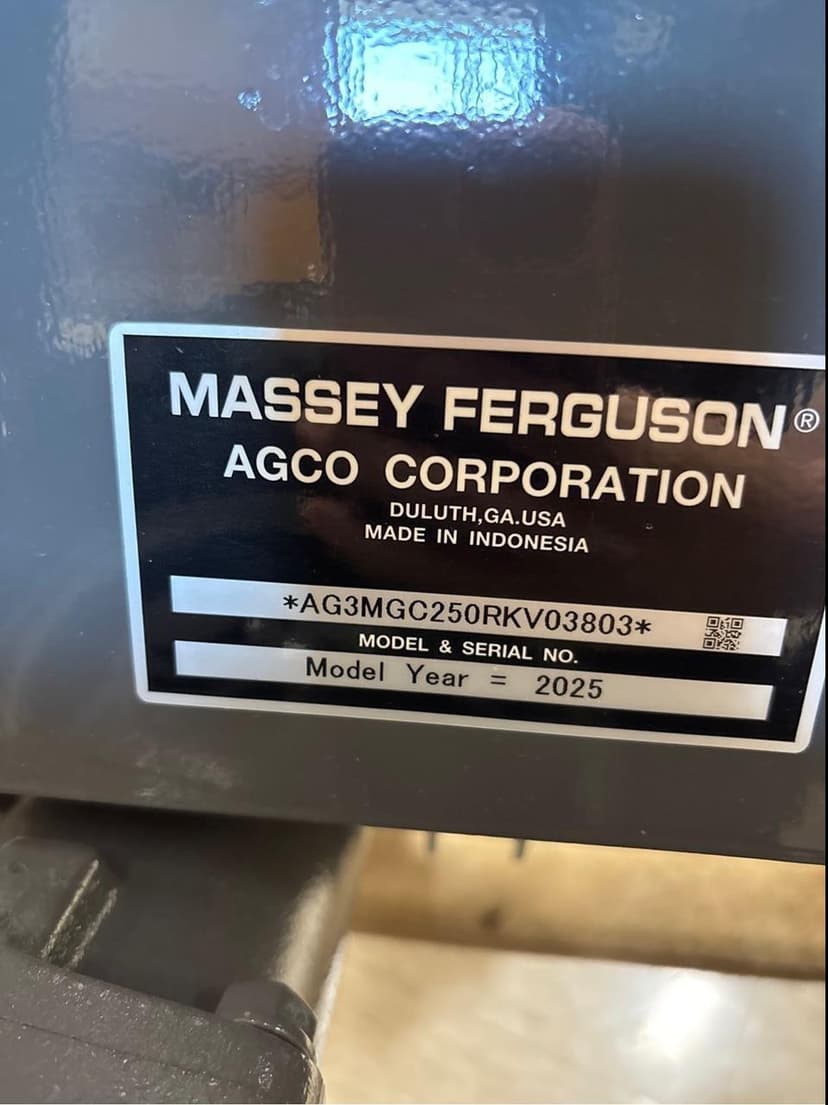 MASSEY FERGUSON®
AGCO CORPORATION
DULUTH,GA.USA
MADE IN INDONESIA
*AG3MGC250RKV03803*
MODEL & SERIAL NO.
Model Year = 2025